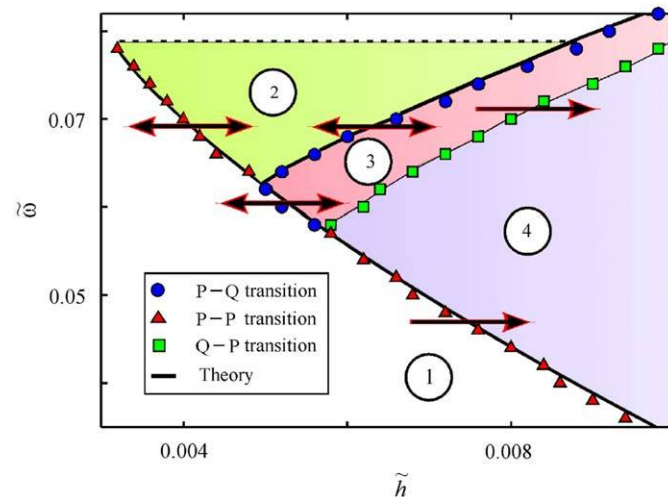 2
0.07
3
4
ω̃
P−Q transition
0.05
P−P transition
Q−P transition
Theory
1
0.004
0.008
h̃